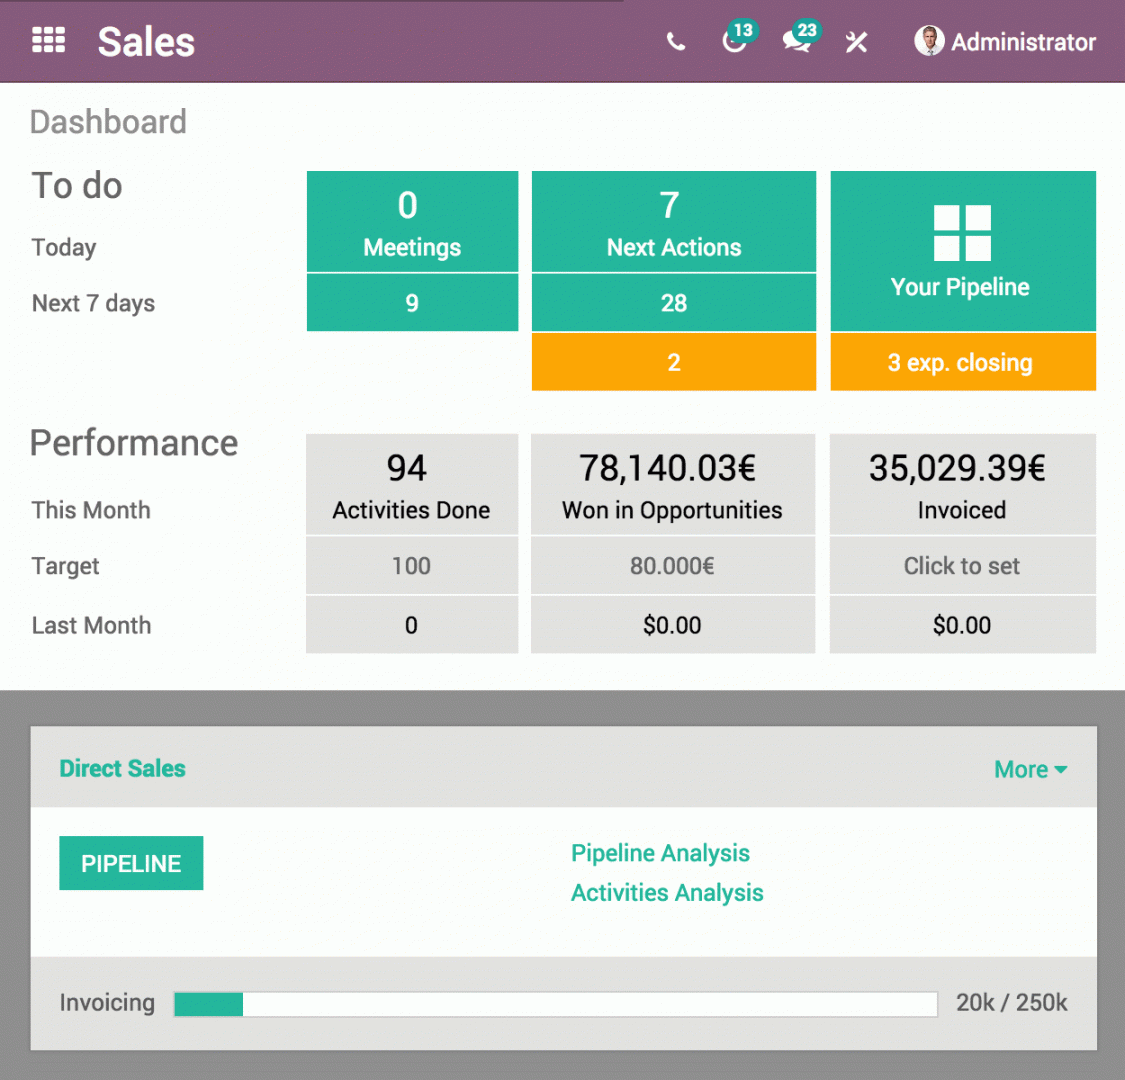 Sales 13 23 Administrator
Dashboard
To do
0
7
Today
Meetings
Next Actions
Your Pipeline
Next 7 days
9
28
2
3 exp. closing
Performance
94
78,140.03€
35,029.39€
This Month
Activities Done
Won in Opportunities
Invoiced
Target
100
80.000€
Click to set
Last Month
0
$0.00
$0.00
Direct Sales
More
PIPELINE
Pipeline Analysis
Activities Analysis
Invoicing
20k / 250k